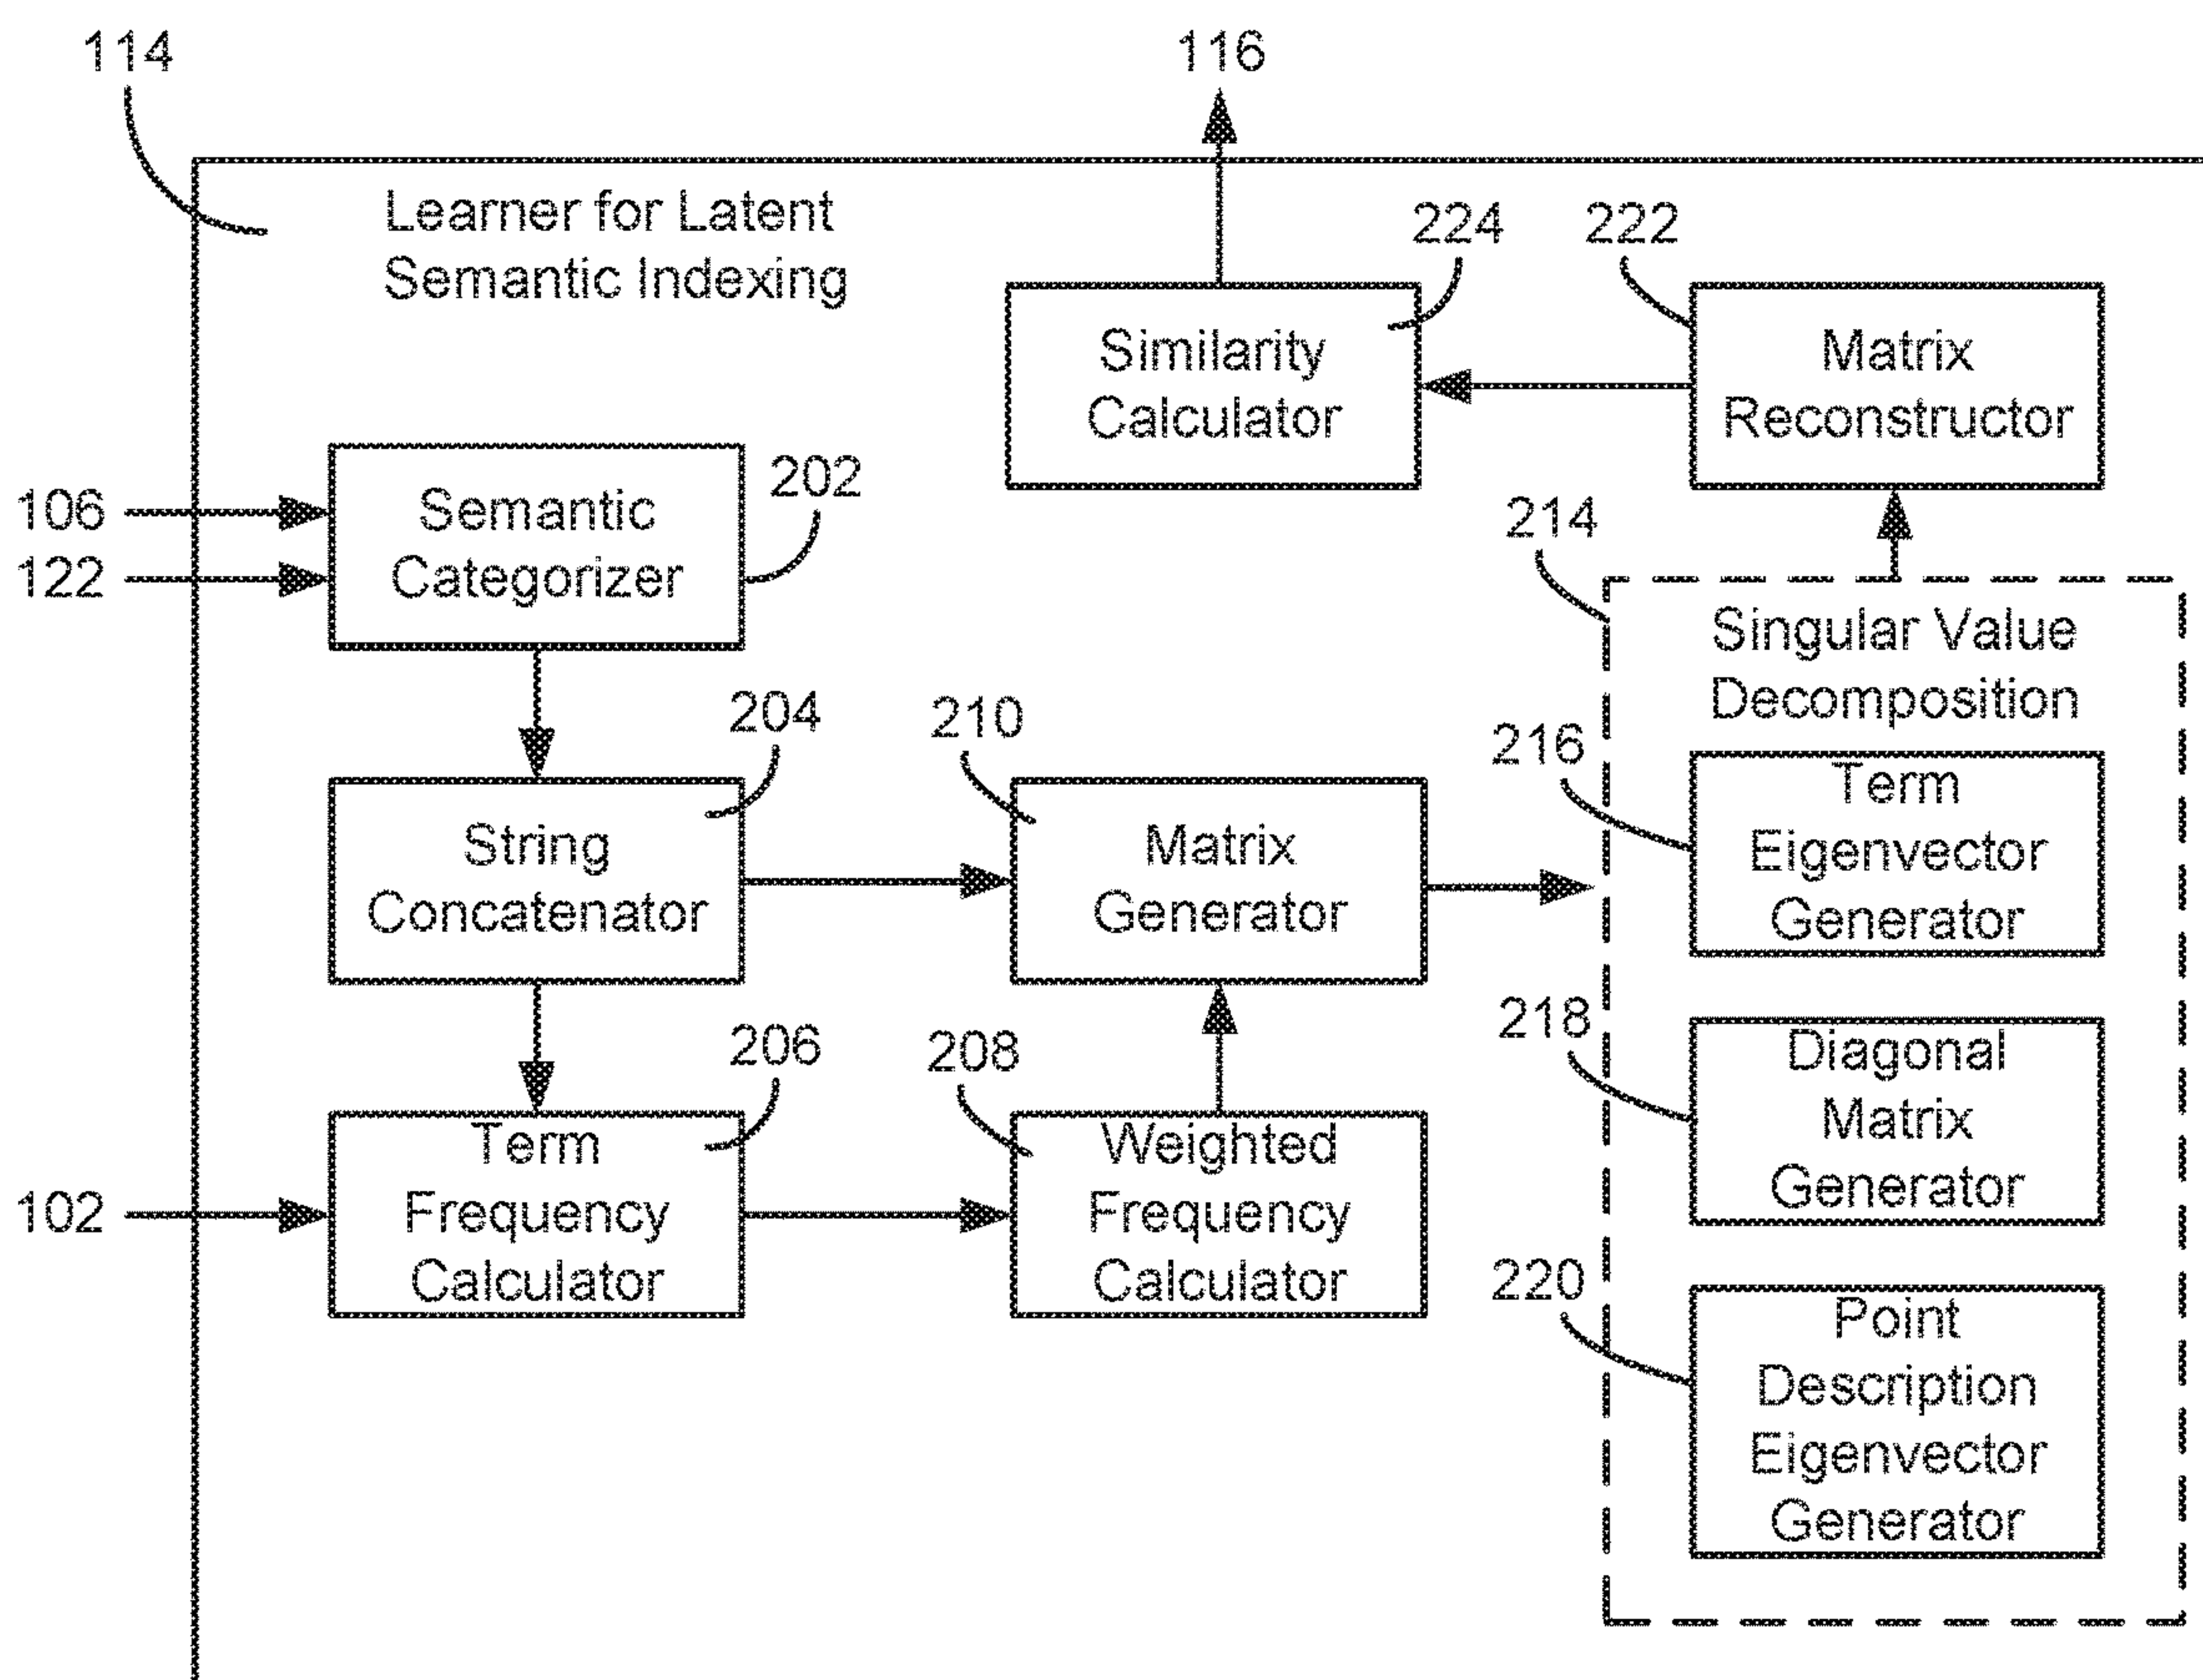 114
116
Learner for Latent
Semantic Indexing
224
222
Similarity
Calculator
Matrix
Reconstructor
106
122
Semantic
Categorizer
202
214
Singular Value
Decomposition
204
210
216
String
Concatenator
Matrix
Generator
Term
Eigenvector
Generator
206
208
218
Diagonal
Matrix
Generator
102
Term
Frequency
Calculator
Weighted
Frequency
Calculator
220
Point
Description
Eigenvector
Generator